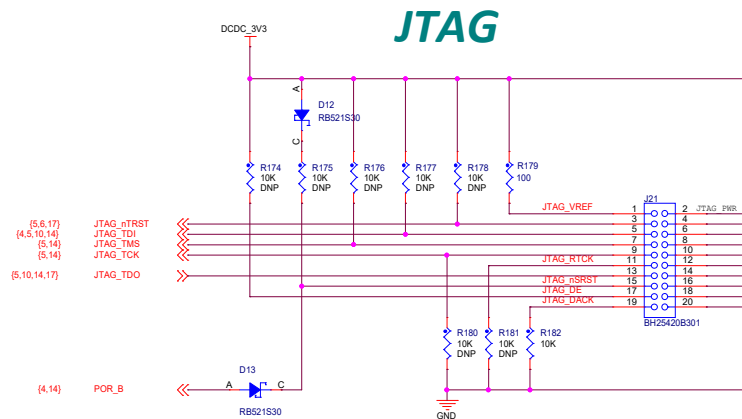 JTAG
DCDC_3V3
A
D12
RB521S30
C
R174
10K
DNP
R175
10K
DNP
R176
10K
DNP
R177
10K
DNP
R178
10K
DNP
R179
100
J21
JTAG_VREF
1
2
JTAG_PWR
{5,6,17}
JTAG_nTRST
3
4
{4,5,10,14}
JTAG_TDI
5
6
{5,14}
JTAG_TMS
7
8
{5,14}
JTAG_TCK
9
10
JTAG_RTCK
11
12
{5,10,14,17}
JTAG_TDO
13
14
JTAG_nSRST
15
16
JTAG_DE
17
18
JTAG_DACK
19
20
BH25420B301
R180
10K
DNP
R181
10K
DNP
R182
10K
D13
{4,14}
POR_B
A
C
RB521S30
GND